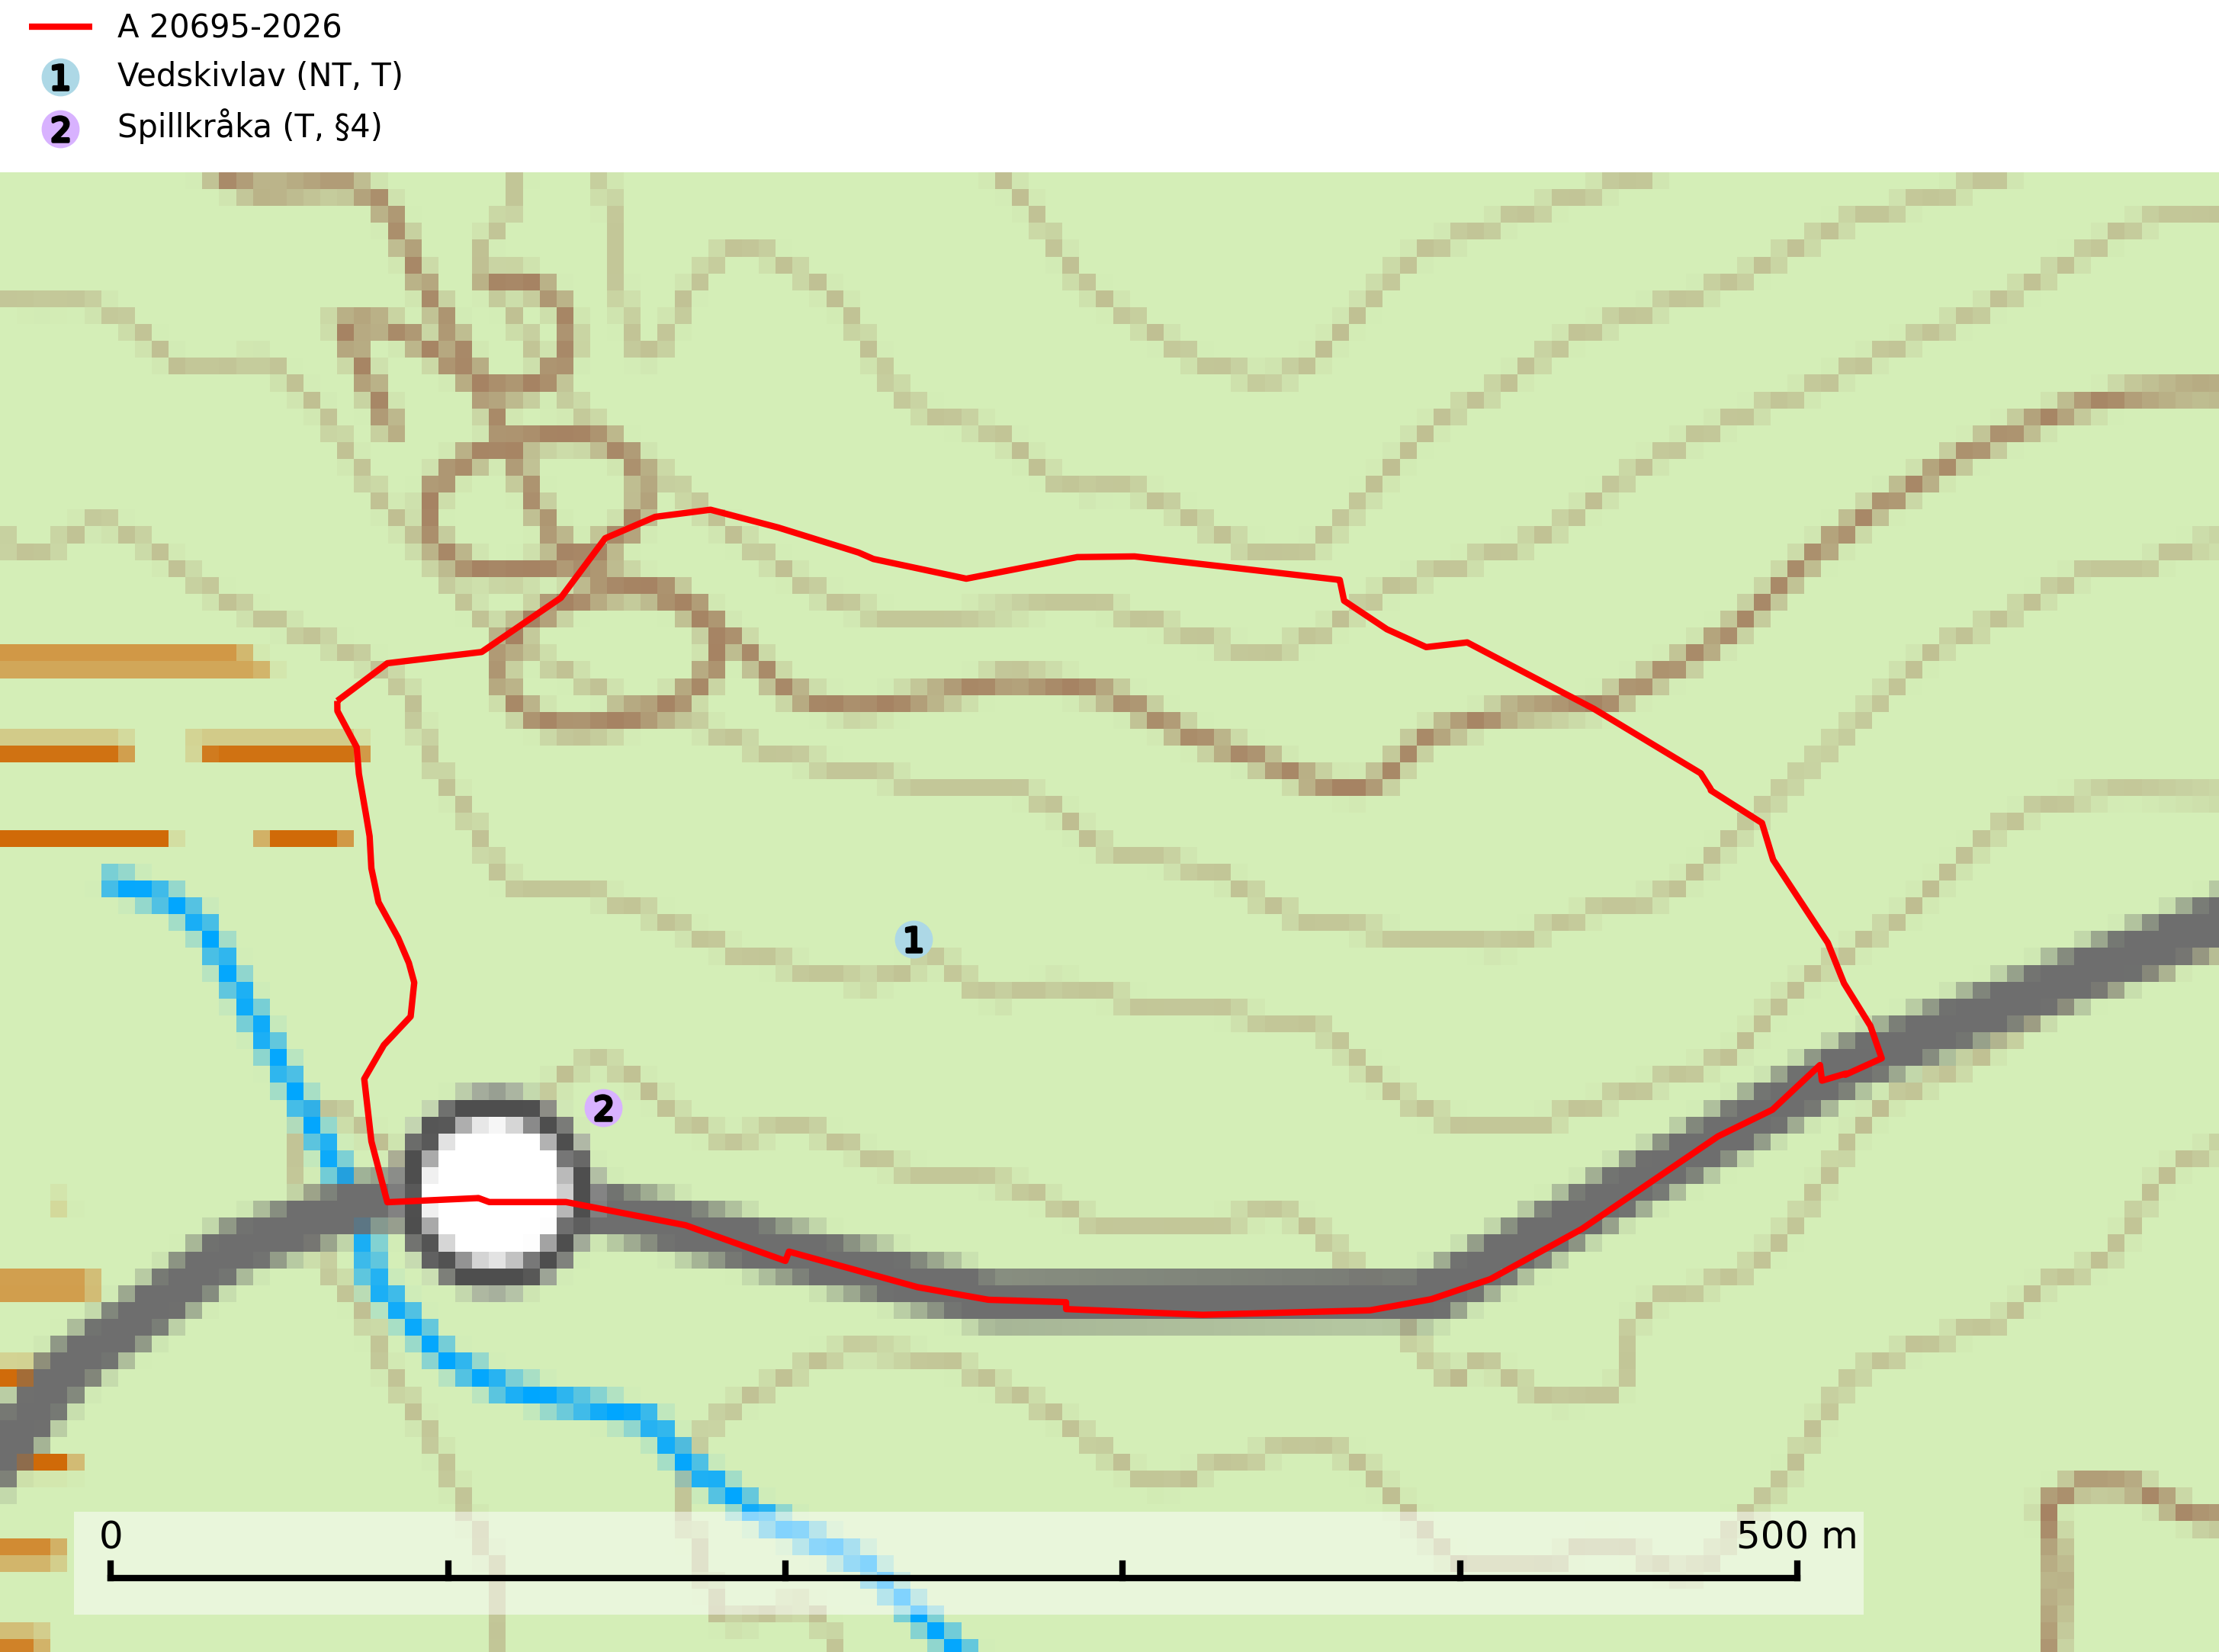 A 20695-2026
1 Vedskivlav (NT, T)
2 Spillkråka (T, §4)
1
2
0 500 m